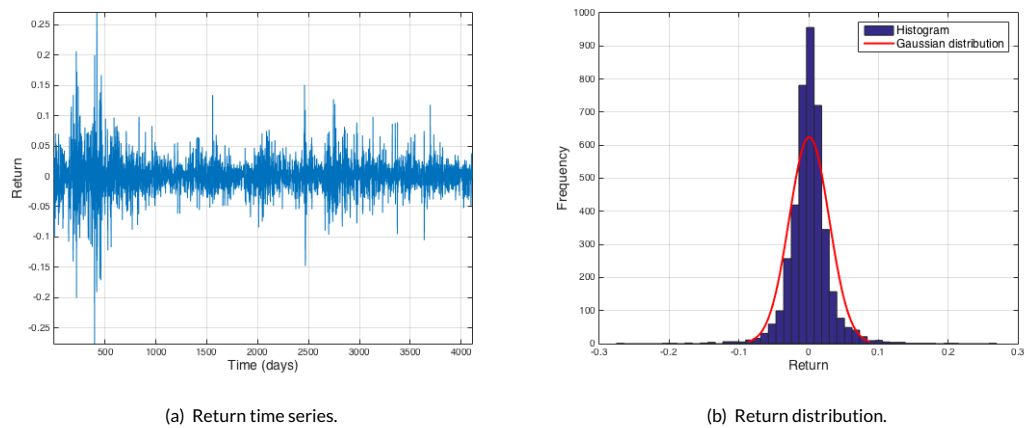 0.25
0.2
0.15
0.1
0.05
0
-0.05
-0.1
-0.15
-0.2
-0.25
Return
500 1000 1500 2000 2500 3000 3500 4000
Time (days)
(a) Return time series.
1000
900
800
700
600
500
400
300
200
100
0
Frequency
Histogram
Gaussian distribution
-0.3 -0.2 -0.1 0 0.1 0.2 0.3
Return
(b) Return distribution.